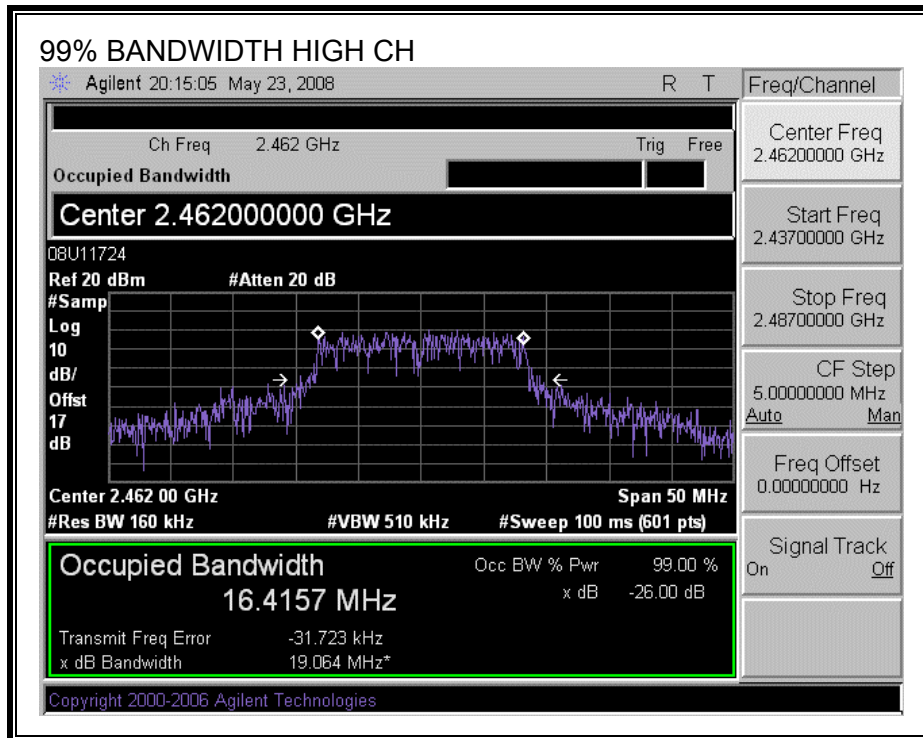 99% BANDWIDTH HIGH CH
Agilent 20:15:05 May 23, 2008 R T
Freq/Channel
Ch Freq 2.462 GHz Trig Free
Occupied Bandwidth
Center 2.462000000 GHz
08U11724
Ref 20 dBm #Atten 20 dB
#Samp
Log
10
dB/
Offst
17
dB
Center 2.462 00 GHz Span 50 MHz
#Res BW 160 kHz #VBW 510 kHz #Sweep 100 ms (601 pts)
Occupied Bandwidth
16.4157 MHz
Occ BW % Pwr 99.00 %
x dB -26.00 dB
Transmit Freq Error -31.723 kHz
x dB Bandwidth 19.064 MHz*
Copyright 2000-2006 Agilent Technologies
Center Freq
2.46200000 GHz
Start Freq
2.43700000 GHz
Stop Freq
2.48700000 GHz
CF Step
5.00000000 MHz
Auto Man
Freq Offset
0.00000000 Hz
Signal Track
On Off